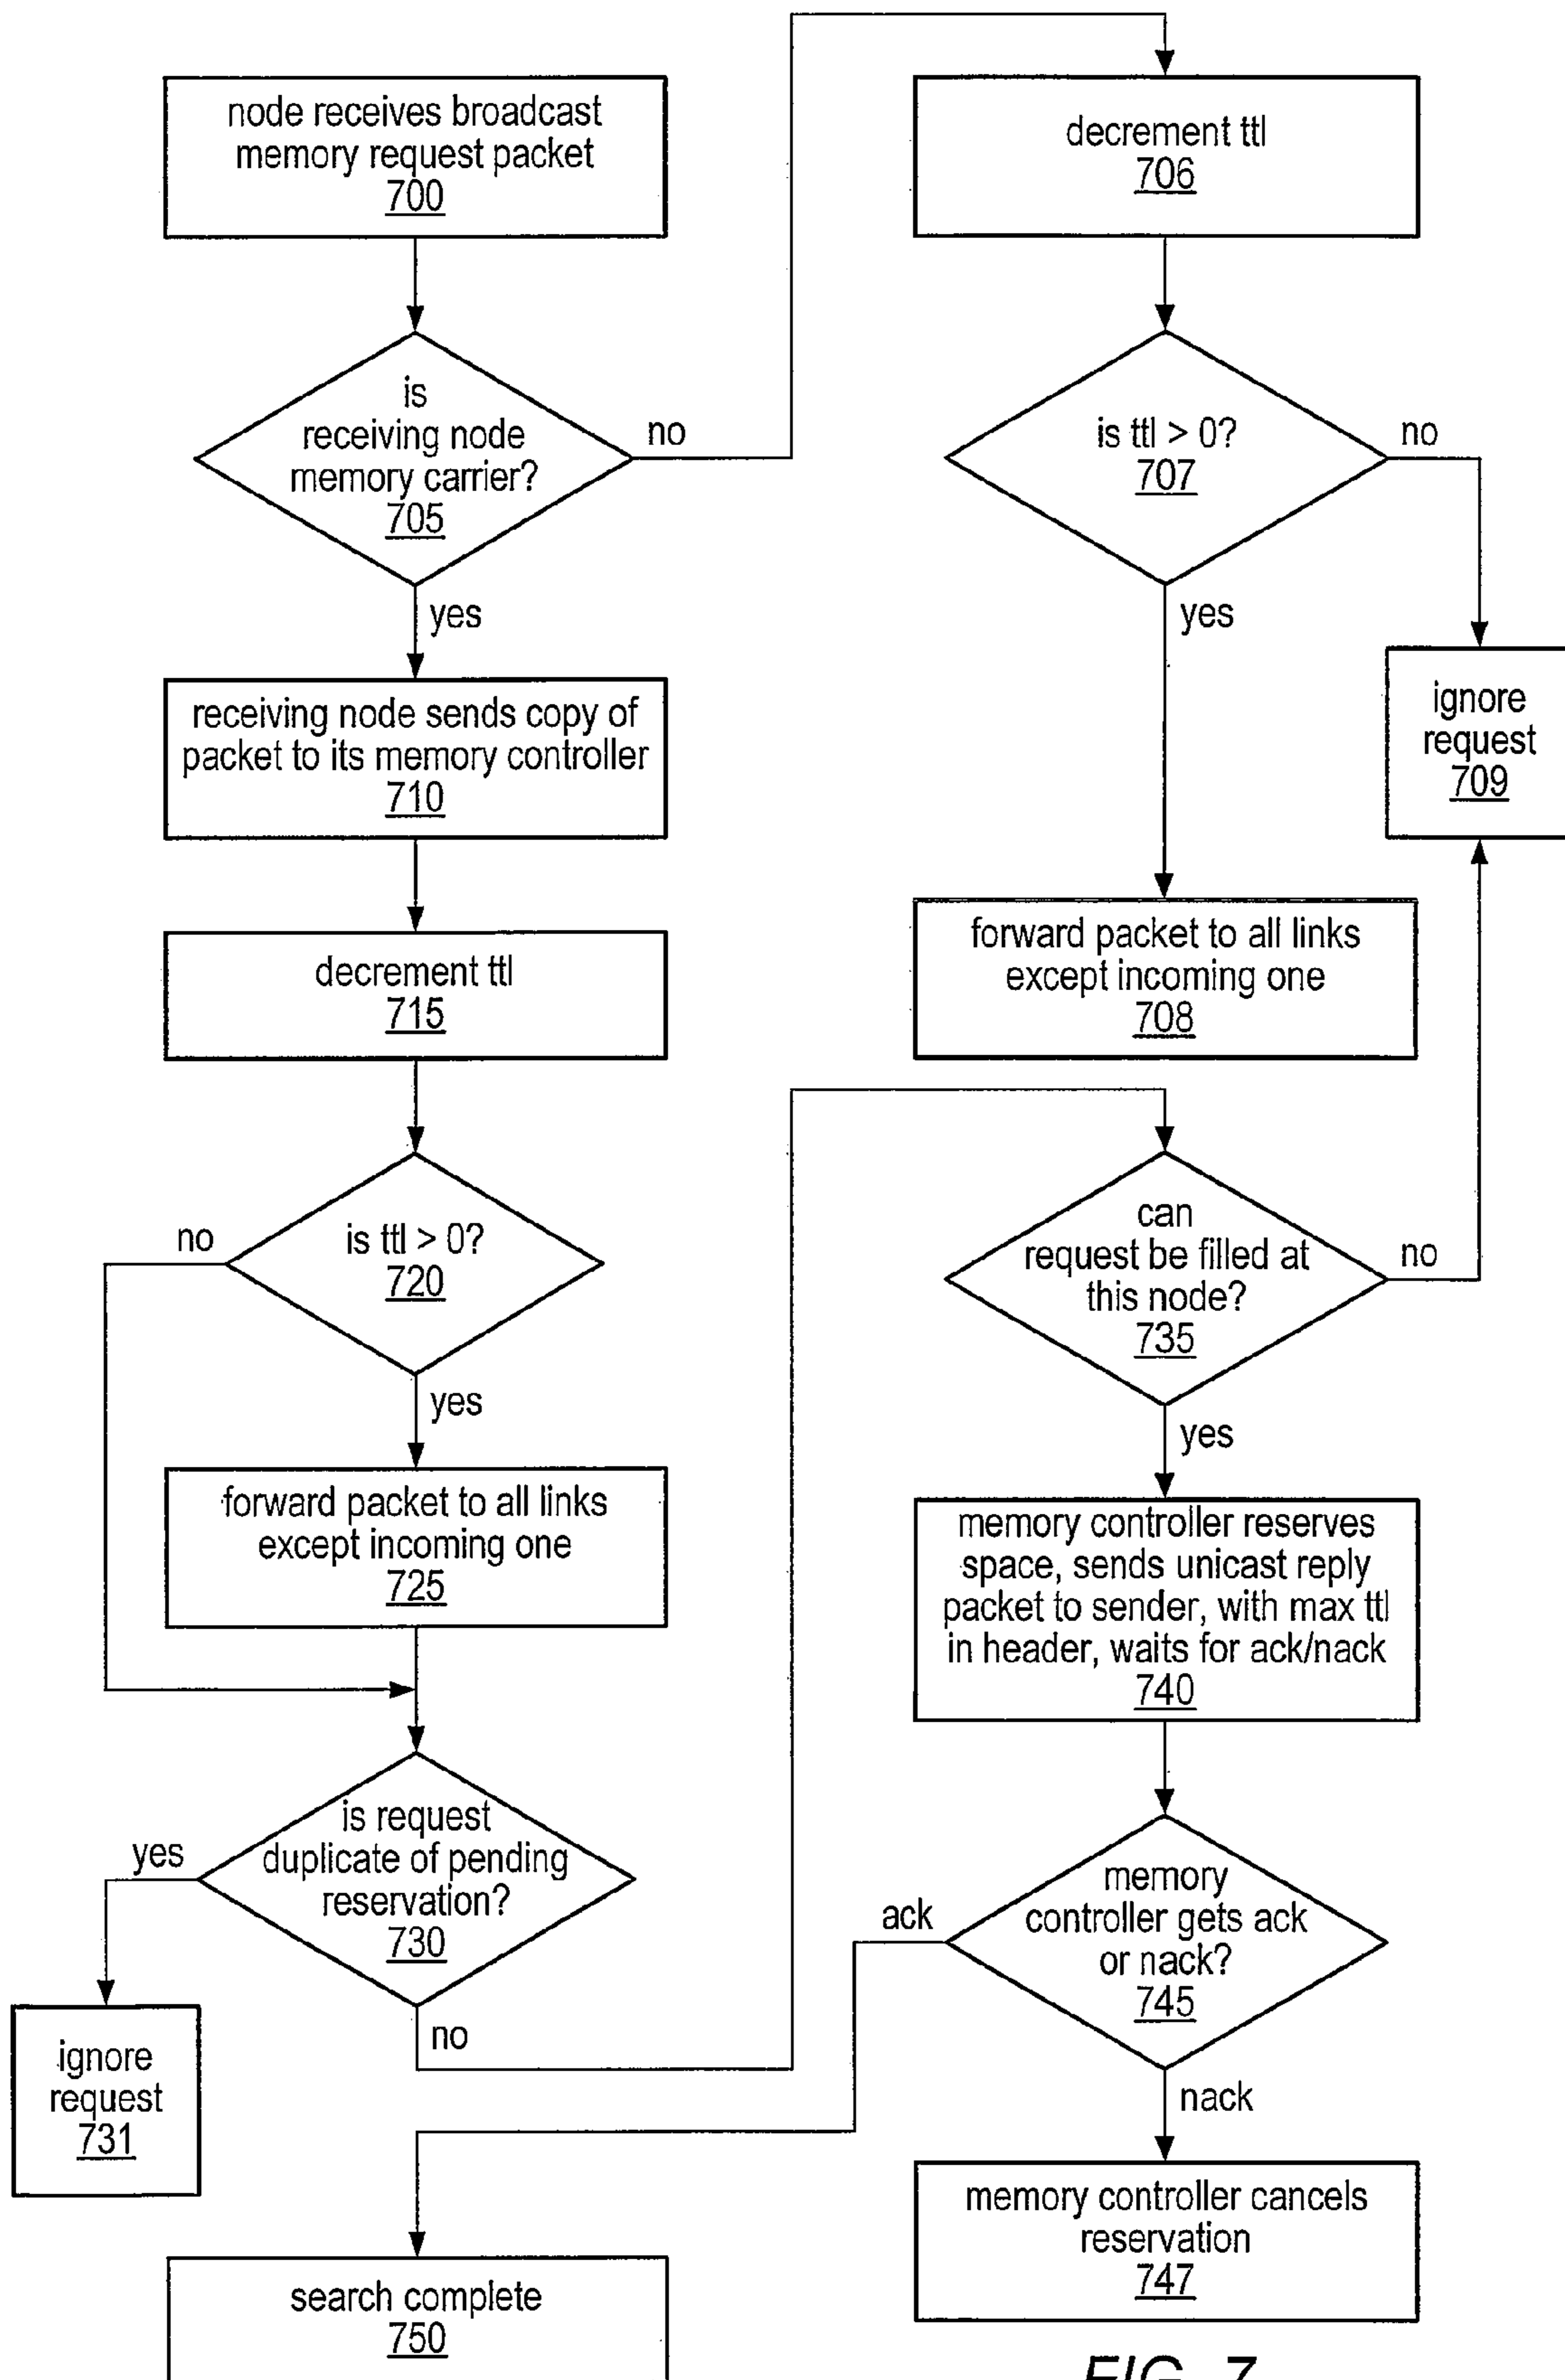 node receives broadcast
memory request packet
700
is
receiving node
memory carrier?
705
no
yes
receiving node sends copy of
packet to its memory controller
710
decrement ttl
715
is ttl > 0?
720
no
yes
forward packet to all links
except incoming one
725
is request
duplicate of pending
reservation?
730
yes
no
ignore
request
731
search complete
750
decrement ttl
706
is ttl > 0?
707
no
yes
ignore
request
709
forward packet to all links
except incoming one
708
can
request be filled at
this node?
735
no
yes
memory controller reserves
space, sends unicast reply
packet to sender, with max ttl
in header, waits for ack/nack
740
memory
controller gets ack
or nack?
745
ack
nack
memory controller cancels
reservation
747
FIG. 7